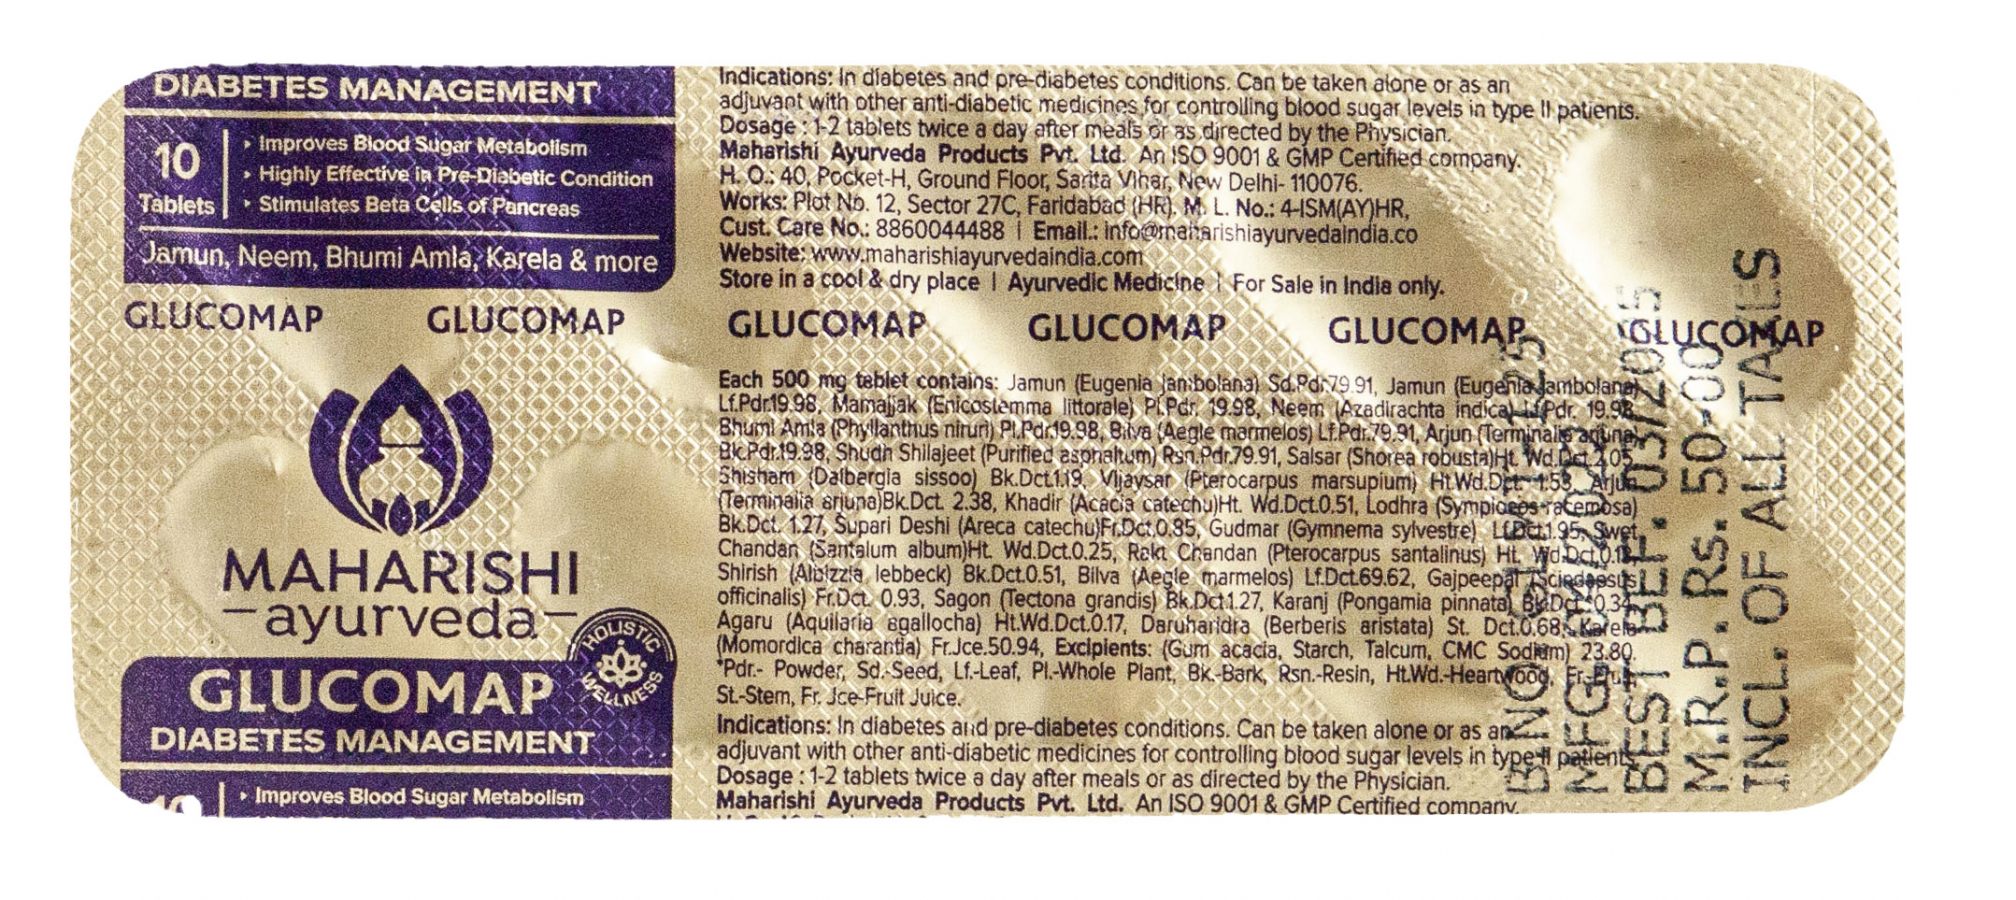 DIABETES MANAGEMENT
10
Tablets
‣ Improves Blood Sugar Metabolism
‣ Highly Effective in Pre-Diabetic Condition
‣ Stimulates Beta Cells of Pancreas
Jamun, Neem, Bhumi Amla, Karela & more
Indications: In diabetes and pre-diabetes conditions. Can be taken alone or as an
adjuvant with other anti-diabetic medicines for controlling blood sugar levels in type II patients.
Dosage : 1-2 tablets twice a day after meals or as directed by the Physician.
Maharishi Ayurveda Products Pvt. Ltd. An ISO 9001 & GMP Certified company.
H. O.: 40, Pocket-H, Ground Floor, Sarita Vihar, New Delhi- 110076.
Works: Plot No. 12, Sector 27C, Faridabad (HR). M. L. No.: 4-ISM(AY)HR,
Cust. Care No.: 8860044488 | Email.: info@maharishiayurvedaindia.co
Website: www.maharishiayurvedaindia.com
Store in a cool & dry place | Ayurvedic Medicine | For Sale in India only.
GLUCOMAP GLUCOMAP GLUCOMAP GLUCOMAP GLUCOMAP GLUCOMAP
MAHARISHI
ayurveda
HOLISTIC
WELLNESS
GLUCOMAP
DIABETES MANAGEMENT
‣ Improves Blood Sugar Metabolism
Each 500 mg tablet contains: Jamun (Eugenia jambolana) Sd.Pdr.79.91, Jamun (Eugenia jambolana)
Lf.Pdr.19.98, Mamajjak (Enicostemma littorale) Pl.Pdr. 19.98, Neem (Azadirachta indica) Lf.Pdr. 19.98,
Bhumi Amla (Phyllanthus niruri) Pl.Pdr.19.98, Bilva (Aegle marmelos) Lf.Pdr.79.91, Arjun (Terminalia arjuna)
Bk.Pdr.19.98, Shudh Shilajeet (Purified asphaltum) Rsn.Pdr.79.91, Salsar (Shorea robusta)Ht. Wd.Dct.2.05,
Shisham (Dalbergia sissoo) Bk.Dct.1.19, Vijaysar (Pterocarpus marsupium) Ht.Wd.Dct. 1.53, Arjun
(Terminalia arjuna)Bk.Dct. 2.38, Khadir (Acacia catechu)Ht. Wd.Dct.0.51, Lodhra (Symplocos racemosa)
Bk.Dct. 1.27, Supari Deshi (Areca catechu)Fr.Dct.0.85, Gudmar (Gymnema sylvestre) Lf.Dct.1.95, Swet
Chandan (Santalum album)Ht. Wd.Dct.0.25, Rakt Chandan (Pterocarpus santalinus) Ht.
Shirish (Albizzia lebbeck) Bk.Dct.0.51, Bilva (Aegle marmelos) Lf.Dct.69.62, Gajpeepal
officinalis) Fr.Dct. 0.93, Sagon (Tectona grandis) Bk.Dct.1.27, Karanj (Pongamia pinnata) Bk.Dct. 0.34,
Agaru (Aquilaria agallocha) Ht.Wd.Dct.0.17, Daruharidra (Berberis aristata) St. Dct.0.68, Karela
(Momordica charantia) Fr.Jce.50.94, Excipients: (Gum acacia, Starch, Talcum, CMC Sodium) 23.80.
*Pdr.- Powder, Sd.-Seed, Lf.-Leaf, Pl.-Whole Plant, Bk.-Bark, Rsn.-Resin, Ht.Wd.-Heartwood, Fr.-Fruit,
St.-Stem, Fr. Jce-Fruit Juice.
Indications: In diabetes and pre-diabetes conditions. Can be taken alone or as an
adjuvant with other anti-diabetic medicines for controlling blood sugar levels in type II patients.
Dosage : 1-2 tablets twice a day after meals or as directed by the Physician.
Maharishi Ayurveda Products Pvt. Ltd. An ISO 9001 & GMP Certified company.
B.NO.
MFG.
BEST BEF.
M.R.P. Rs. 50-00
INCL. OF ALL TAXES